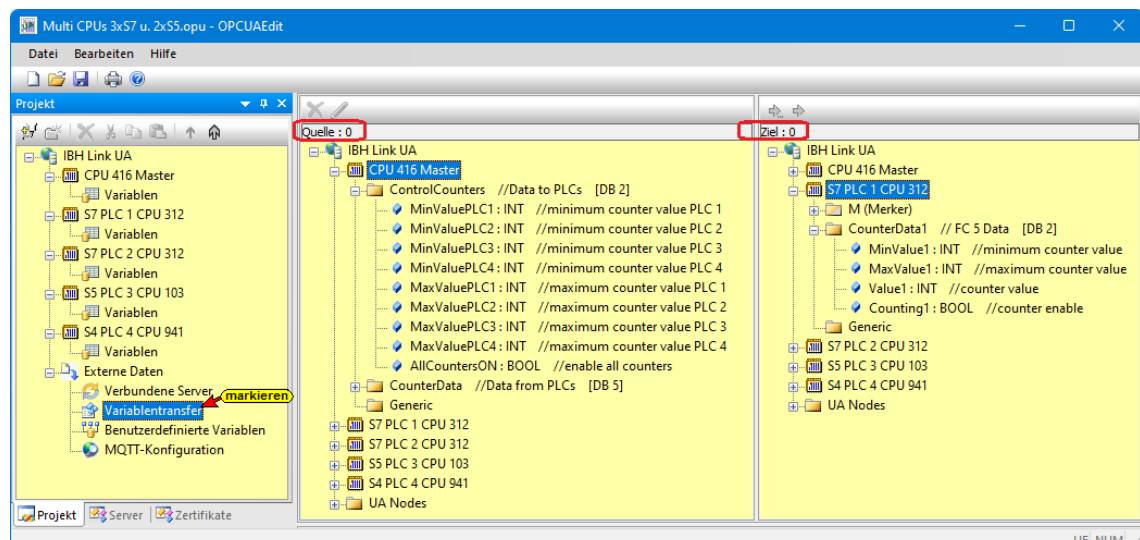 Multi CPUs 3xS7 u. 2xS5.opu - OPCUAEdit
Datei Bearbeiten Hilfe
Projekt
IBH Link UA
CPU 416 Master
Variablen
S7 PLC 1 CPU 312
Variablen
S7 PLC 2 CPU 312
Variablen
S5 PLC 3 CPU 103
Variablen
S4 PLC 4 CPU 941
Variablen
Externe Daten
Verbundene Server
markieren
Variablentransfer
Benutzerdefinierte Variablen
MQTT-Konfiguration
Projekt Server Zertifikate
Quelle : 0
IBH Link UA
CPU 416 Master
ControlCounters //Data to PLCs [DB 2]
MinValuePLC1 : INT //minimum counter value PLC 1
MinValuePLC2 : INT //minimum counter value PLC 2
MinValuePLC3 : INT //minimum counter value PLC 3
MinValuePLC4 : INT //minimum counter value PLC 4
MaxValuePLC1 : INT //maximum counter value PLC 1
MaxValuePLC2 : INT //maximum counter value PLC 2
MaxValuePLC3 : INT //maximum counter value PLC 3
MaxValuePLC4 : INT //maximum counter value PLC 4
AllCountersON : BOOL //enable all counters
CounterData //Data from PLCs [DB 5]
Generic
S7 PLC 1 CPU 312
S7 PLC 2 CPU 312
S5 PLC 3 CPU 103
S4 PLC 4 CPU 941
UA Nodes
Ziel : 0
IBH Link UA
CPU 416 Master
S7 PLC 1 CPU 312
M (Merker)
CounterData1 // FC 5 Data [DB 2]
MinValue1 : INT //minimum counter value
MaxValue1 : INT //maximum counter value
Value1 : INT //counter value
Counting1 : BOOL //counter enable
Generic
S7 PLC 2 CPU 312
S5 PLC 3 CPU 103
S4 PLC 4 CPU 941
UA Nodes
NUM